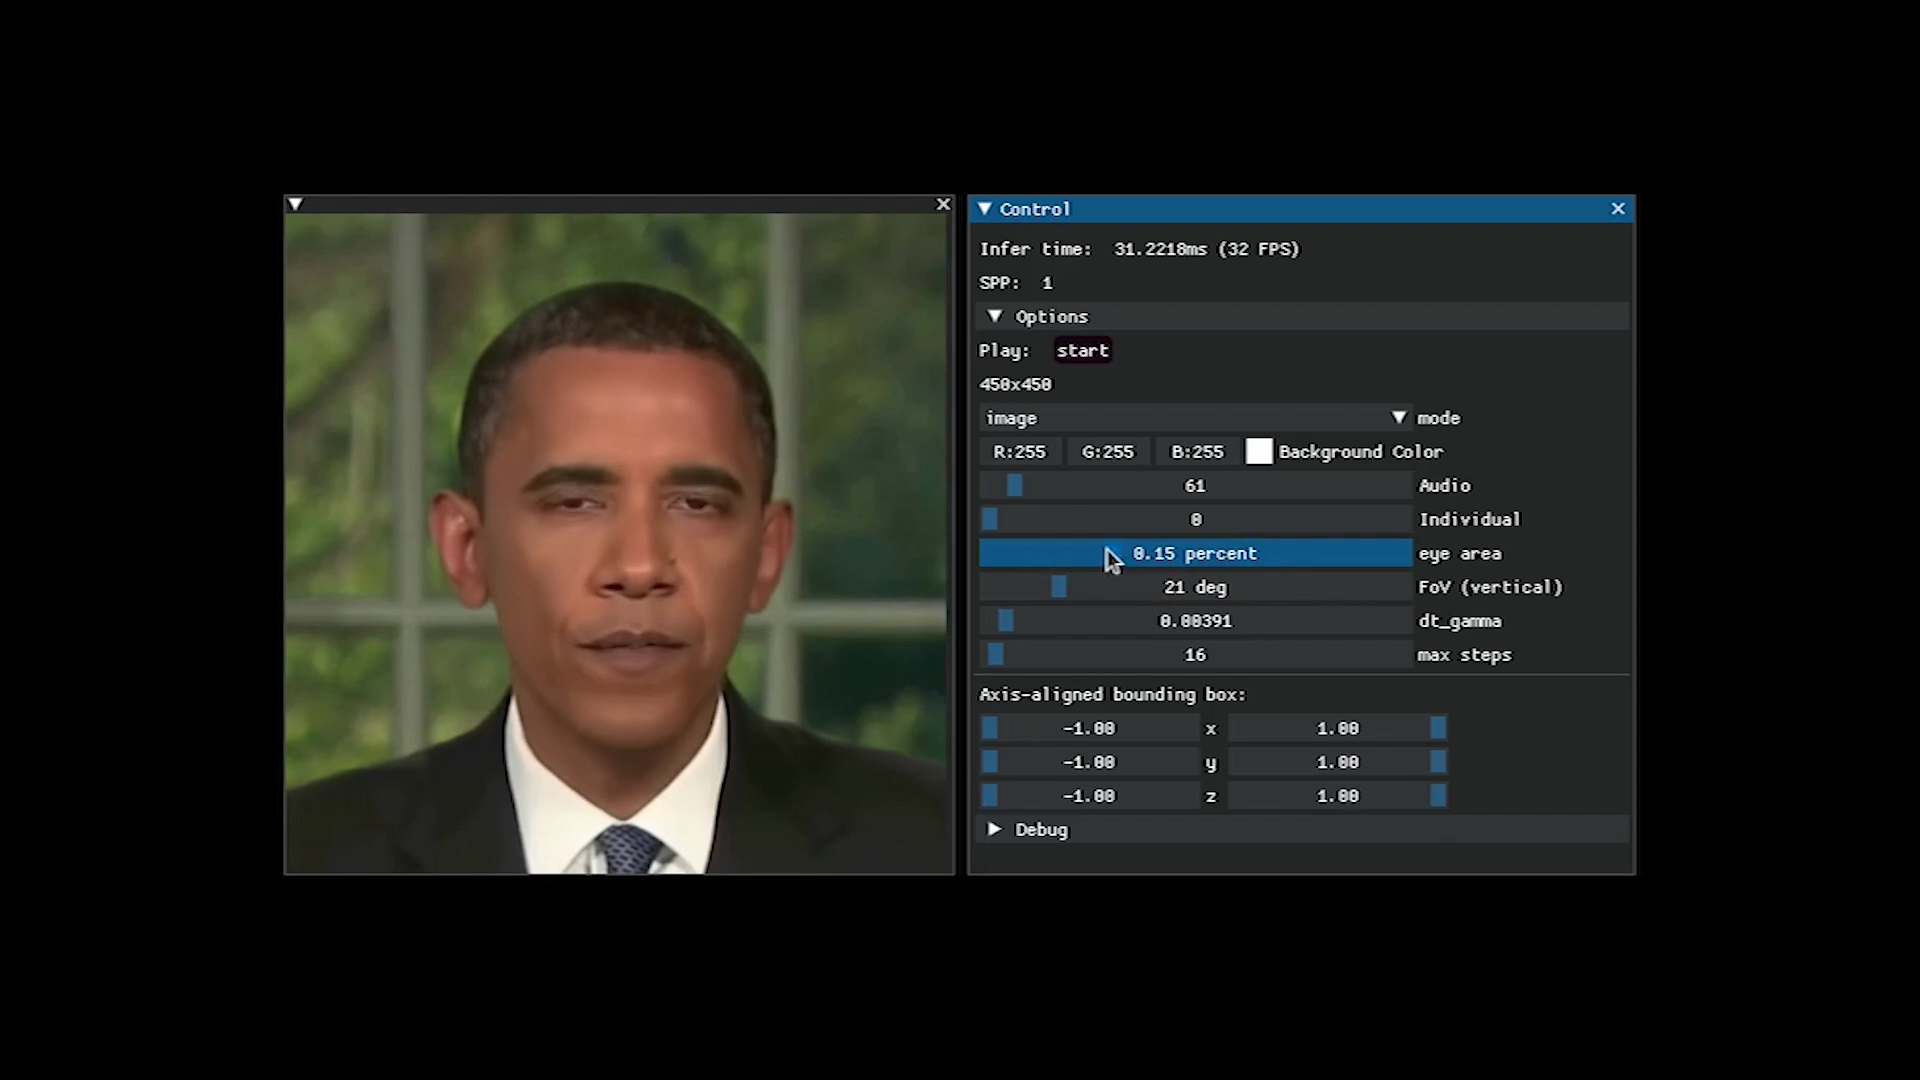 Control
Infer time: 31.2218ms (32 FPS)
SPP: 1
Options
Play: start
450x450
image mode
R:255 G:255 B:255 Background Color
61 Audio
0 Individual
0.15 percent eye area
21 deg FoV (vertical)
0.00391 dt_gamma
16 max steps
Axis-aligned bounding box:
-1.00 x 1.00
-1.00 y 1.00
-1.00 z 1.00
Debug